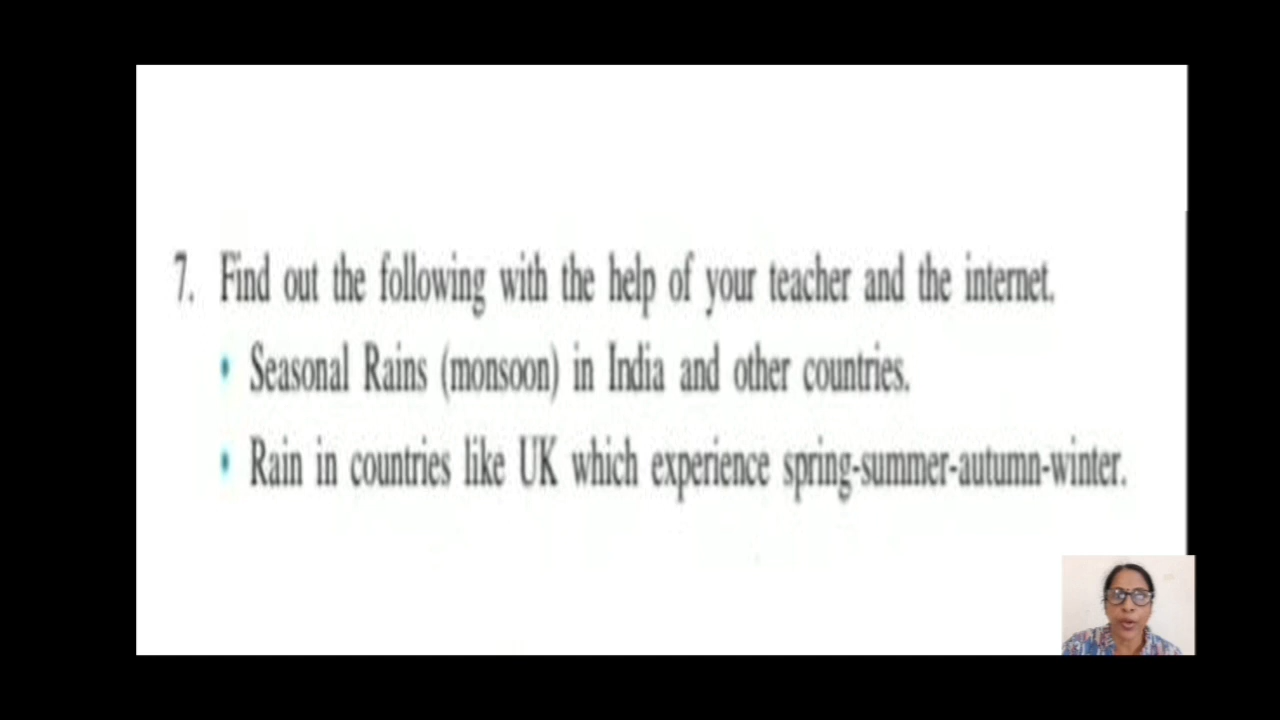 7. Find out the following with the help of your teacher and the internet.
• Seasonal Rains (monsoon) in India and other countries.
• Rain in countries like UK which experience spring-summer-autumn-winter.